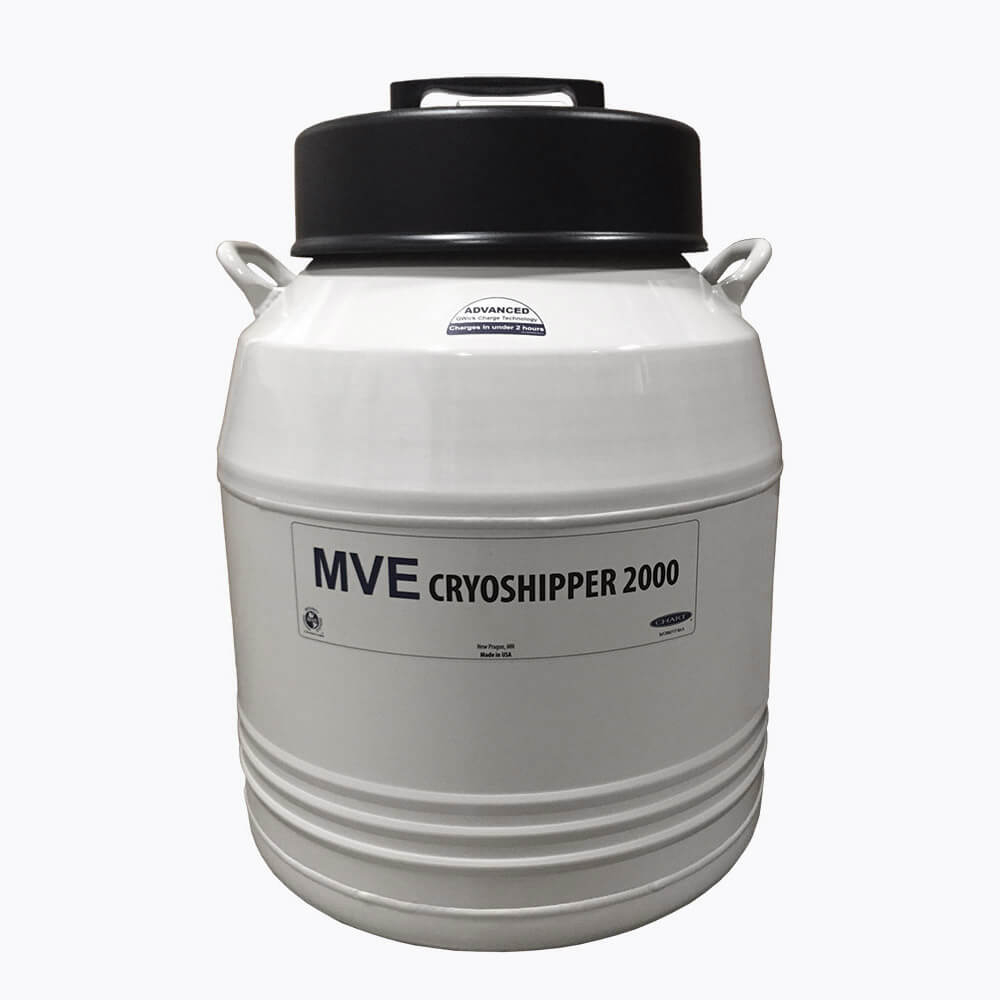 ADVANCED
QWick Charge Technology
Charges in under 2 hours
MVE CRYOSHIPPER 2000
CHART
New Prague, MN
Made in USA